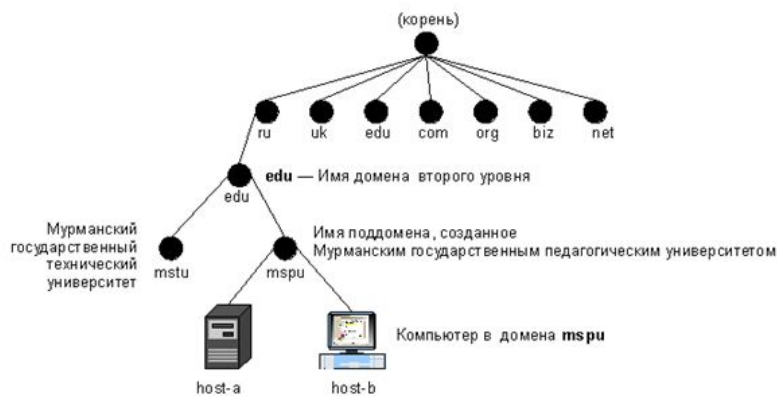 (корень)
ru uk edu com org biz net
edu — Имя домена второго уровня
edu
Мурманский
государственный
технический
университет
mstu
Имя поддомена, созданное
Мурманским государственным педагогическим университетом
mspu
Компьютер в домена mspu
host-a host-b